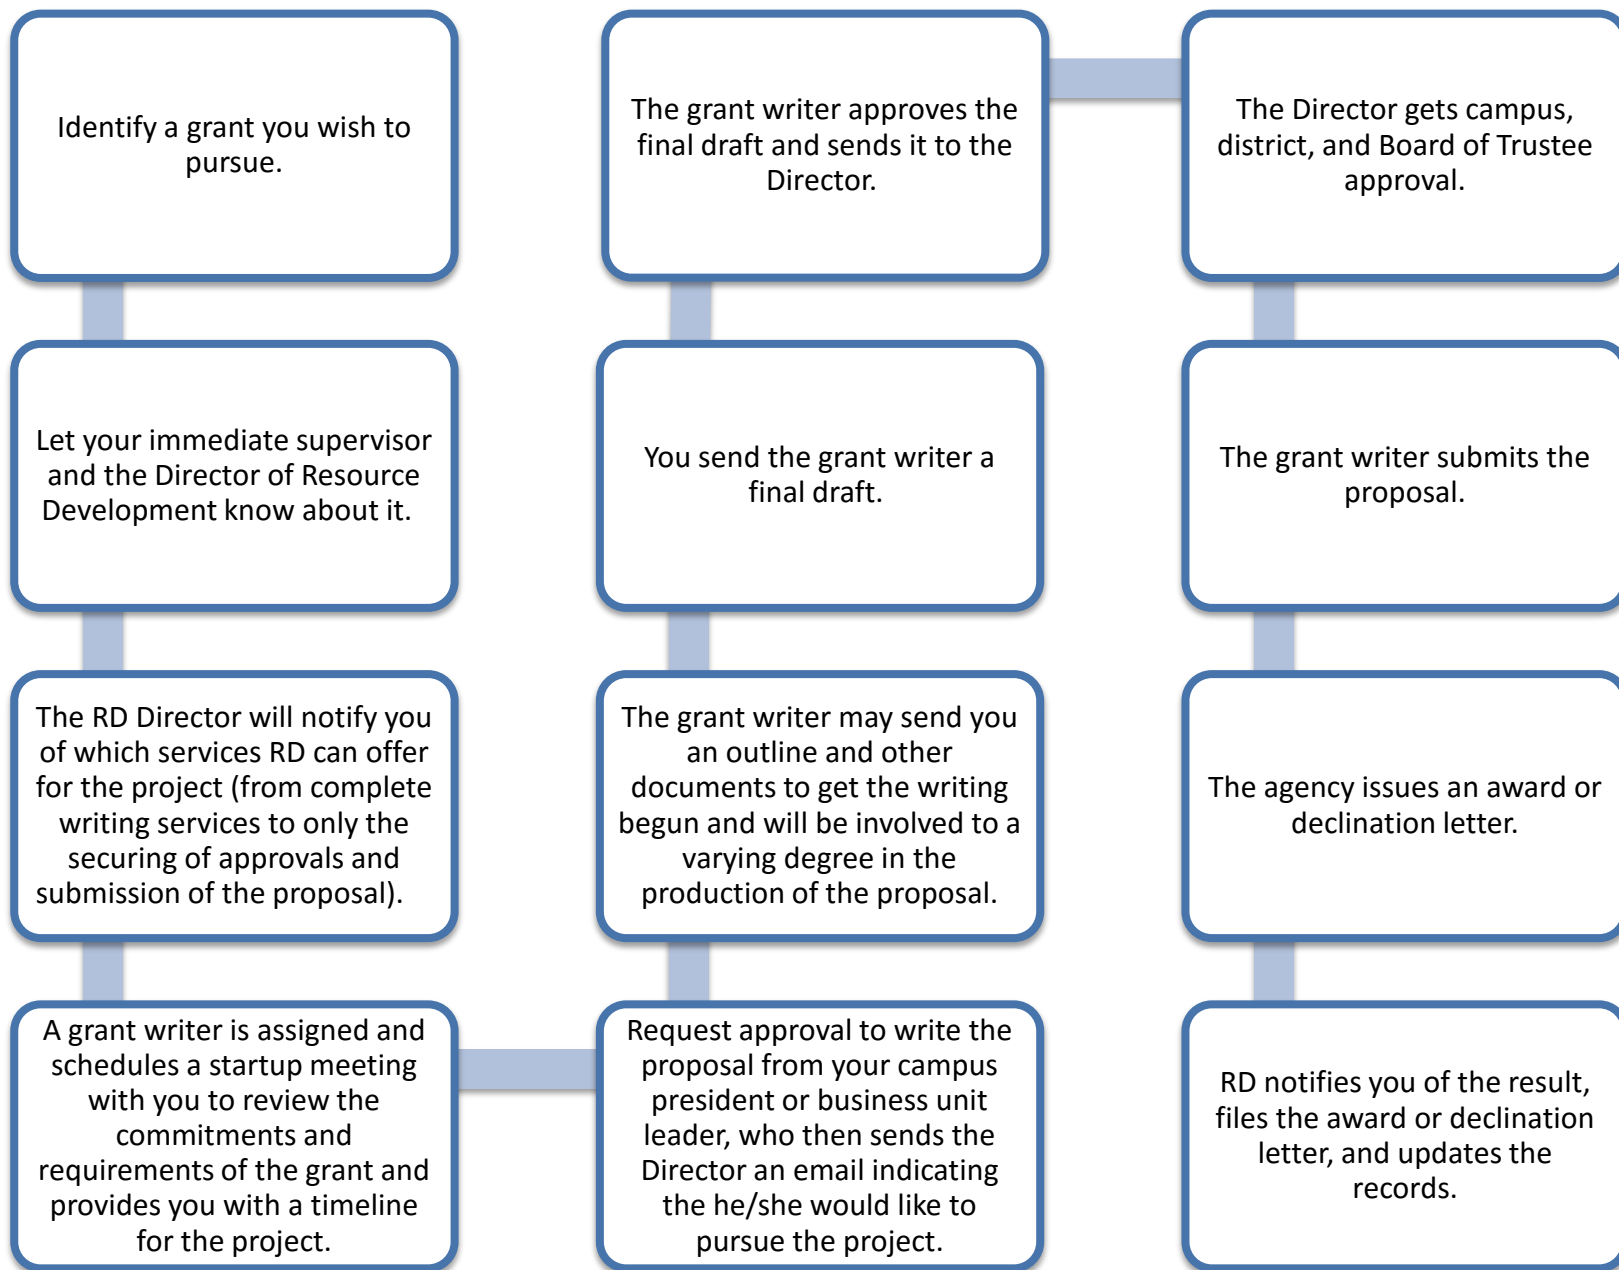 Identify a grant you wish to
pursue.
Let your immediate supervisor
and the Director of Resource
Development know about it.
The RD Director will notify you
of which services RD can offer
for the project (from complete
writing services to only the
securing of approvals and
submission of the proposal).
A grant writer is assigned and
schedules a startup meeting
with you to review the
commitments and
requirements of the grant and
provides you with a timeline
for the project.
Request approval to write the
proposal from your campus
president or business unit
leader, who then sends the
Director an email indicating
the he/she would like to
pursue the project.
The grant writer may send you
an outline and other
documents to get the writing
begun and will be involved to a
varying degree in the
production of the proposal.
You send the grant writer a
final draft.
The grant writer approves the
final draft and sends it to the
Director.
The Director gets campus,
district, and Board of Trustee
approval.
The grant writer submits the
proposal.
The agency issues an award or
declination letter.
RD notifies you of the result,
files the award or declination
letter, and updates the
records.